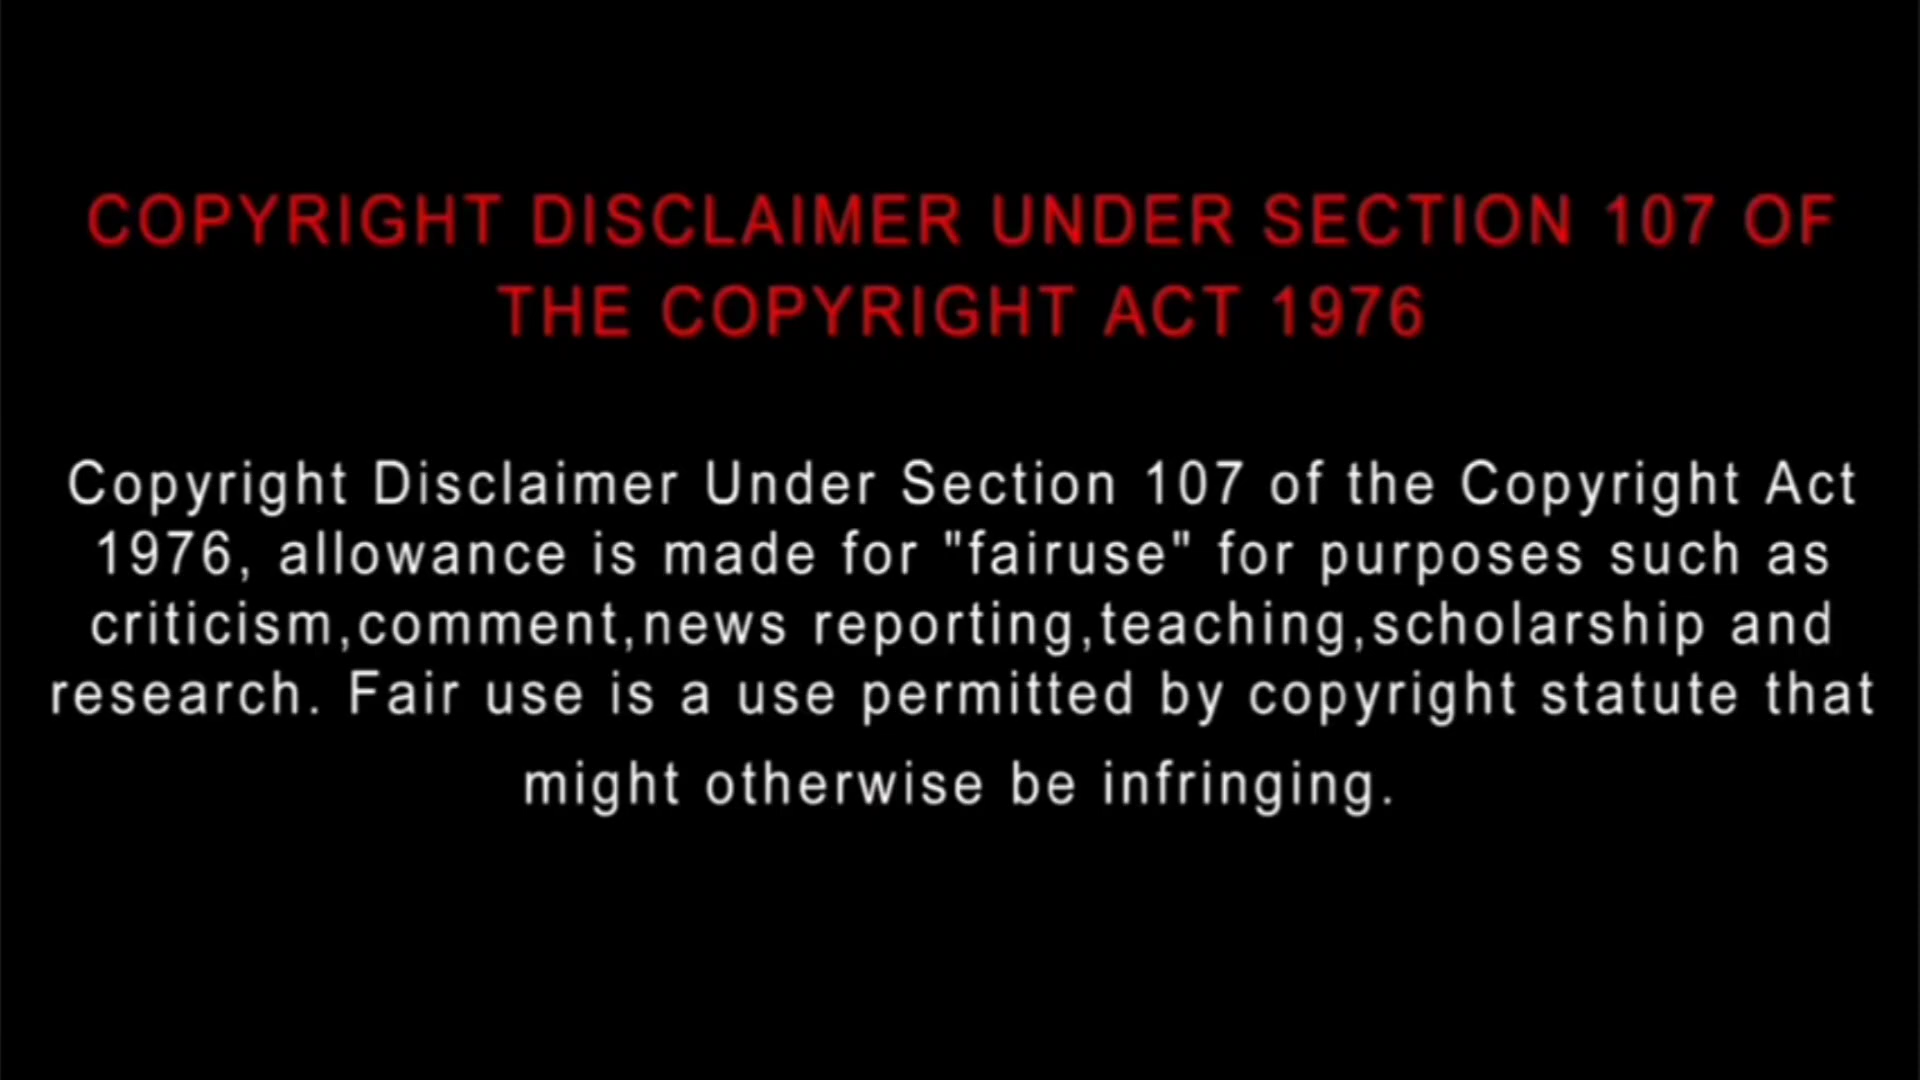 COPYRIGHT DISCLAIMER UNDER SECTION 107 OF
THE COPYRIGHT ACT 1976
Copyright Disclaimer Under Section 107 of the Copyright Act
1976, allowance is made for "fairuse" for purposes such as
criticism,comment,news reporting,teaching,scholarship and
research. Fair use is a use permitted by copyright statute that
might otherwise be infringing.